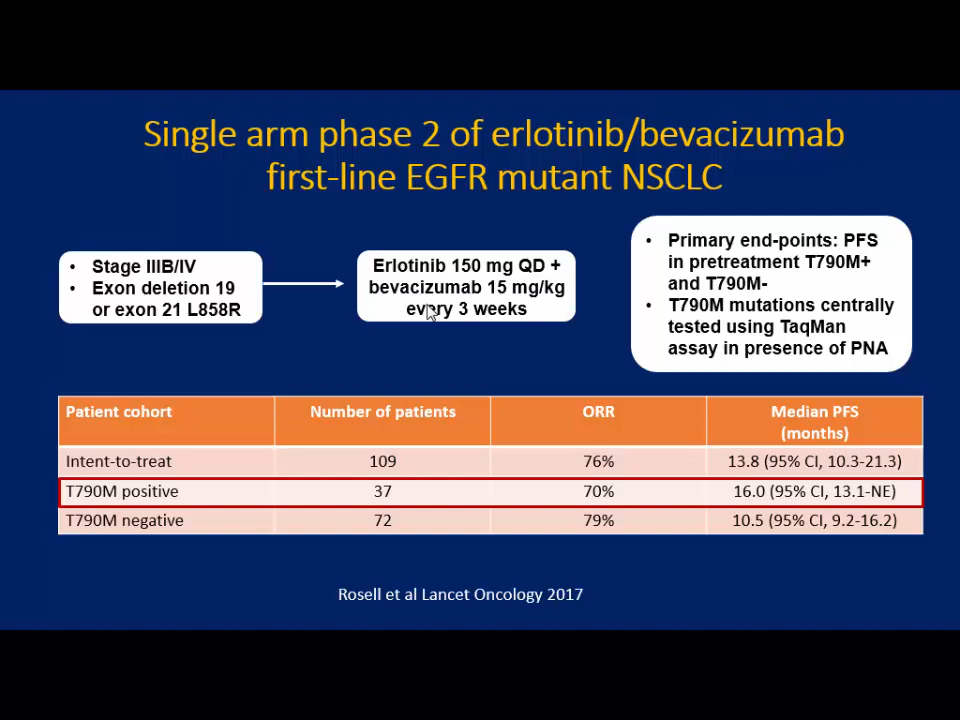 Single arm phase 2 of erlotinib/bevacizumab
first-line EGFR mutant NSCLC
• Stage IIIB/IV
• Exon deletion 19
or exon 21 L858R
Erlotinib 150 mg QD +
bevacizumab 15 mg/kg
every 3 weeks
• Primary end-points: PFS
in pretreatment T790M+
and T790M-
• T790M mutations centrally
tested using TaqMan
assay in presence of PNA
Patient cohort Number of patients ORR Median PFS
(months)
Intent-to-treat 109 76% 13.8 (95% CI, 10.3-21.3)
T790M positive 37 70% 16.0 (95% CI, 13.1-NE)
T790M negative 72 79% 10.5 (95% CI, 9.2-16.2)
Rosell et al Lancet Oncology 2017